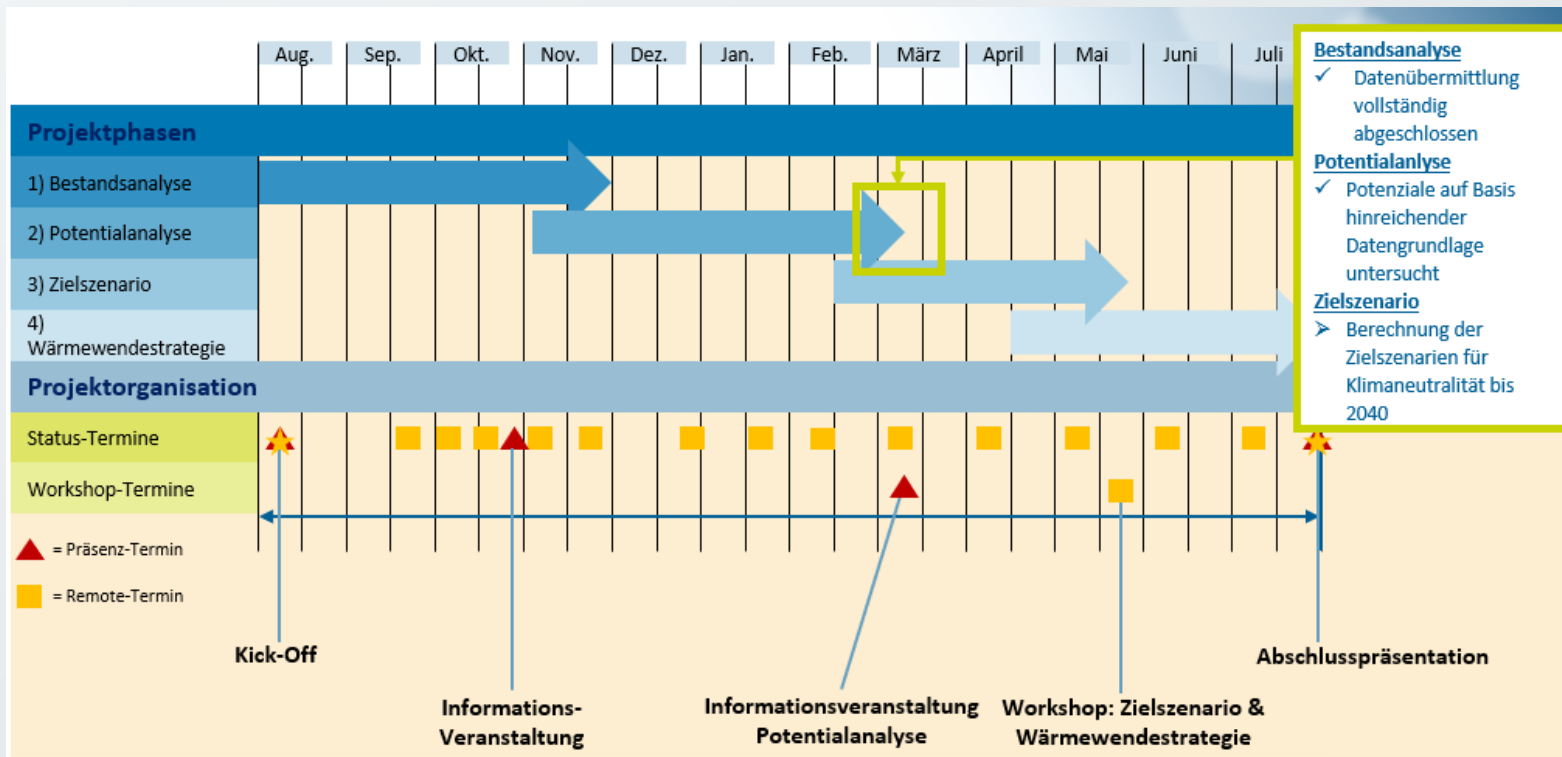 Aug. Sep. Okt. Nov. Dez. Jan. Feb. März April Mai Juni Juli
Projektphasen
1) Bestandsanalyse
2) Potentialanalyse
3) Zielszenario
4)
Wärmewendestrategie
Projektorganisation
Status-Termine
Workshop-Termine
= Präsenz-Termin
= Remote-Termin
Bestandsanalyse
✓ Datenübermittlung
vollständig
abgeschlossen
Potentialanlyse
✓ Potenziale auf Basis
hinreichender
Datengrundlage
untersucht
Zielszenario
➢ Berechnung der
Zielszenarien für
Klimaneutralität bis
2040
Kick-Off
Informations-
Veranstaltung
Informationsveranstaltung
Potentialanalyse
Workshop: Zielszenario &
Wärmewendestrategie
Abschlusspräsentation